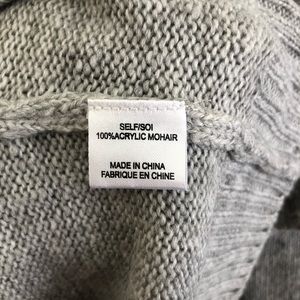 SELF/SOI
100%ACRYLIC MOHAIR
MADE IN CHINA
FABRIQUE EN CHINE